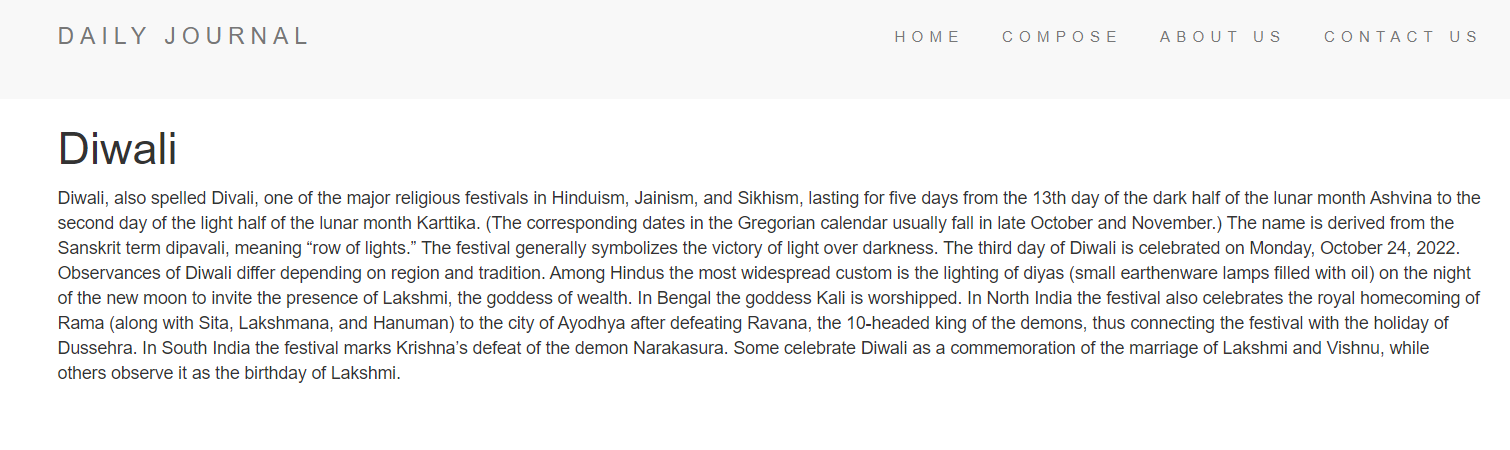 DAILY JOURNAL
HOME COMPOSE ABOUT US CONTACT US
Diwali
Diwali, also spelled Divali, one of the major religious festivals in Hinduism, Jainism, and Sikhism, lasting for five days from the 13th day of the dark half of the lunar month Ashvina to the
second day of the light half of the lunar month Karttika. (The corresponding dates in the Gregorian calendar usually fall in late October and November.) The name is derived from the
Sanskrit term dipavali, meaning “row of lights.” The festival generally symbolizes the victory of light over darkness. The third day of Diwali is celebrated on Monday, October 24, 2022.
Observances of Diwali differ depending on region and tradition. Among Hindus the most widespread custom is the lighting of diyas (small earthenware lamps filled with oil) on the night
of the new moon to invite the presence of Lakshmi, the goddess of wealth. In Bengal the goddess Kali is worshipped. In North India the festival also celebrates the royal homecoming of
Rama (along with Sita, Lakshmana, and Hanuman) to the city of Ayodhya after defeating Ravana, the 10-headed king of the demons, thus connecting the festival with the holiday of
Dussehra. In South India the festival marks Krishna’s defeat of the demon Narakasura. Some celebrate Diwali as a commemoration of the marriage of Lakshmi and Vishnu, while
others observe it as the birthday of Lakshmi.